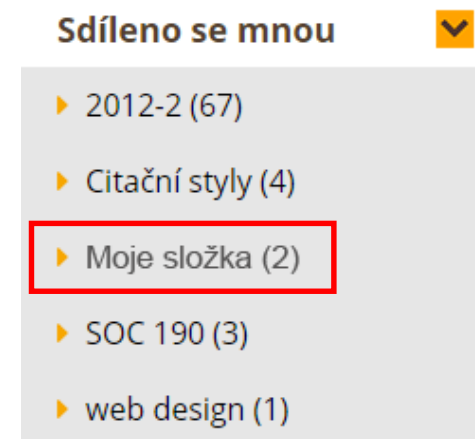 Sdíleno se mnou
2012-2 (67)
Citační styly (4)
Moje složka (2)
SOC 190 (3)
web design (1)